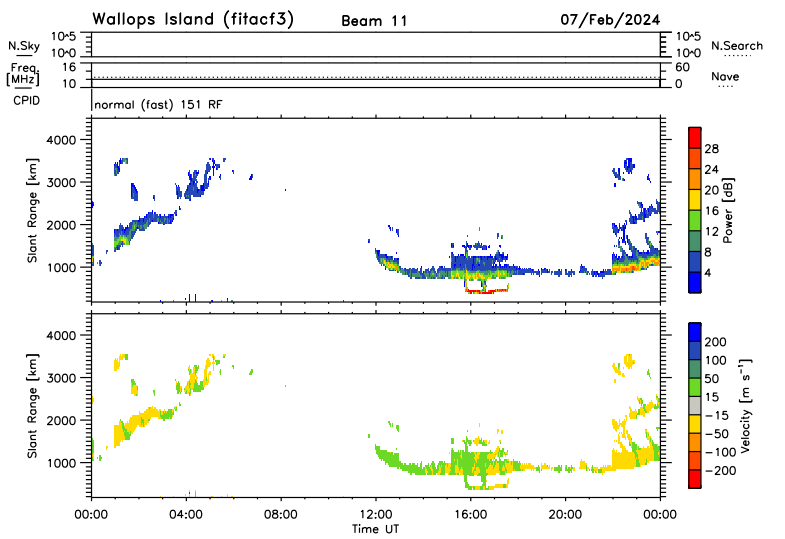 Wallops Island (fitacf3) Beam 11 07/Feb/2024
N.Sky 10^5 10^0 10^5 10^0 N.Search
Freq. [MHz] 16 10 60 0 Nave
CPID normal (fast) 151 RF
Slant Range [km]
4000
3000
2000
1000
28
24
20
16
12
8
4
Power [dB]
Slant Range [km]
4000
3000
2000
1000
200
100
50
15
-15
-50
-100
-200
Velocity [m s⁻¹]
00:00 04:00 08:00 12:00 16:00 20:00 00:00
Time UT